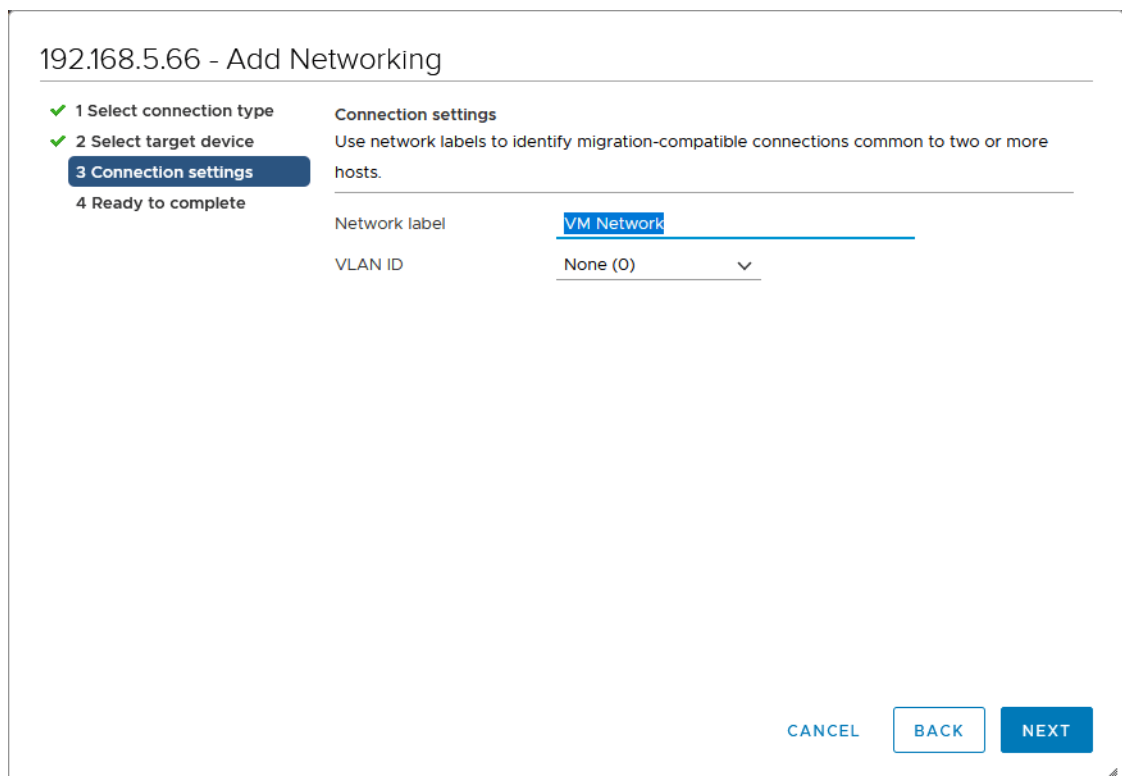 192.168.5.66 - Add Networking
1 Select connection type
2 Select target device
3 Connection settings
4 Ready to complete
Connection settings
Use network labels to identify migration-compatible connections common to two or more
hosts.
Network label
VM Network
VLAN ID
None (0)
CANCEL
BACK
NEXT